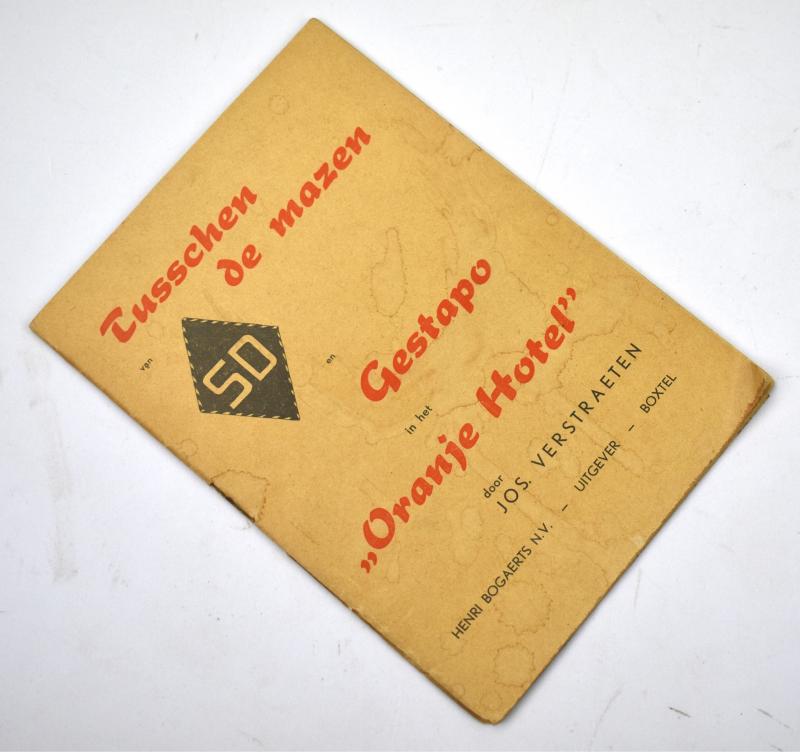 Tusschen
de mazen
van
SD
en
Gestapo
in het
„Oranje Hotel”
door
JOS. VERSTRAETEN
HENRI BOGAERTS N.V. – UITGEVER – BOXTEL